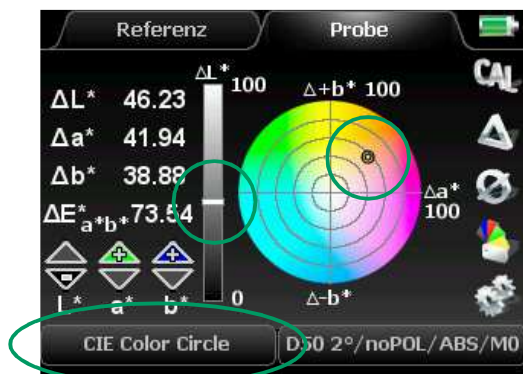 Referenz
Probe
CAL
ΔL* 46.23
Δa* 41.94
Δb* 38.88
ΔE*a*b* 73.54
L* a* b*
ΔL*
100
0
Δ+b* 100
Δa*
100
Δ-b*
CIE Color Circle
D50 2°/noPOL/ABS/M0